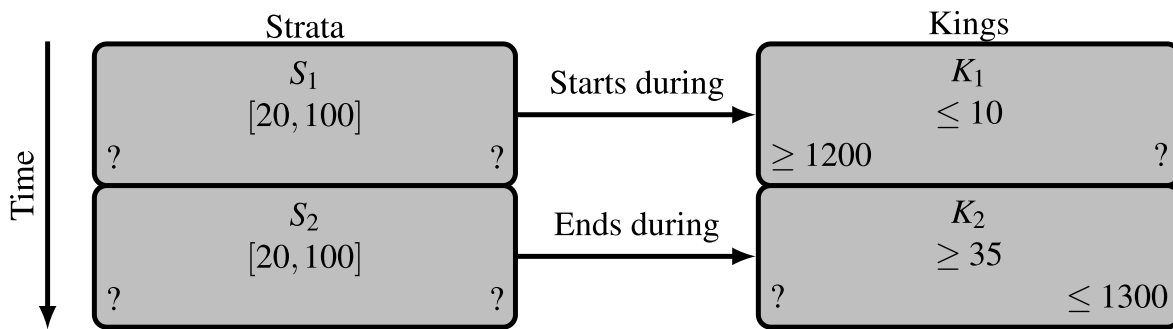 Strata
Kings
Time
S₁
[20, 100]
? ?
Starts during
K₁
≤ 10
≥ 1200 ?
S₂
[20, 100]
? ?
Ends during
K₂
≥ 35
? ≤ 1300